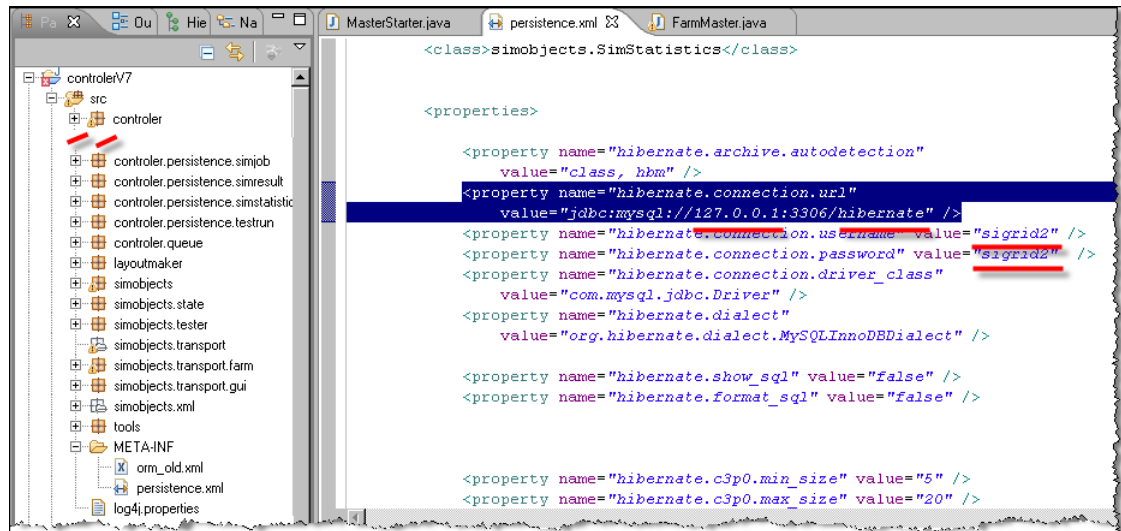 Pa
Ou
Hie
Na
controlerV7
src
controler
controler.persistence.simjob
controler.persistence.simresult
controler.persistence.simstatistic
controler.persistence.testrun
controler.queue
layoutmaker
simobjects
simobjects.state
simobjects.tester
simobjects.transport
simobjects.transport.farm
simobjects.transport.gui
simobjects.xml
tools
META-INF
orm_old.xml
persistence.xml
log4j.properties
MasterStarter.java
persistence.xml
FarmMaster.java
<class>simobjects.SimStatistics</class>
<properties>
<property name="hibernate.archive.autodetection"
value="class, hbm" />
<property name="hibernate.connection.url"
value="jdbc:mysql://127.0.0.1:3306/hibernate" />
<property name="hibernate.connection.username" value="sigrid2" />
<property name="hibernate.connection.password" value="sigrid2" />
<property name="hibernate.connection.driver_class"
value="com.mysql.jdbc.Driver" />
<property name="hibernate.dialect"
value="org.hibernate.dialect.MySQLInnoDBDialect" />
<property name="hibernate.show_sql" value="false" />
<property name="hibernate.format_sql" value="false" />
<property name="hibernate.c3p0.min_size" value="5" />
<property name="hibernate.c3p0.max_size" value="20" />